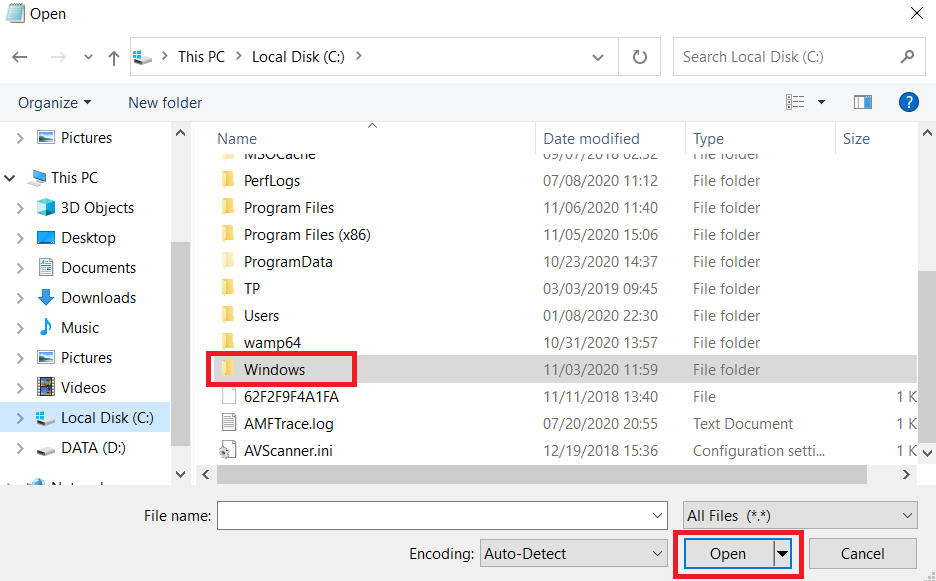 Open
This PC > Local Disk (C:) >
Search Local Disk (C:)
Organize
New folder
?
Pictures
This PC
3D Objects
Desktop
Documents
Downloads
Music
Pictures
Videos
Local Disk (C:)
DATA (D:)
Name Date modified Type Size
MSOCache 09/07/2018 02:52 File folder
PerfLogs 07/08/2020 11:12 File folder
Program Files 11/06/2020 11:40 File folder
Program Files (x86) 11/05/2020 15:06 File folder
ProgramData 10/23/2020 14:37 File folder
TP 03/03/2019 09:45 File folder
Users 01/08/2020 22:30 File folder
wamp64 10/31/2020 13:57 File folder
Windows 11/03/2020 11:59 File folder
62F2F9F4A1FA 11/11/2018 13:40 File 1 K
AMFTrace.log 07/20/2020 20:55 Text Document 1 K
AVScanner.ini 12/19/2018 15:36 Configuration setti... 1 K
File name:
All Files (*.*)
Encoding: Auto-Detect
Open
Cancel